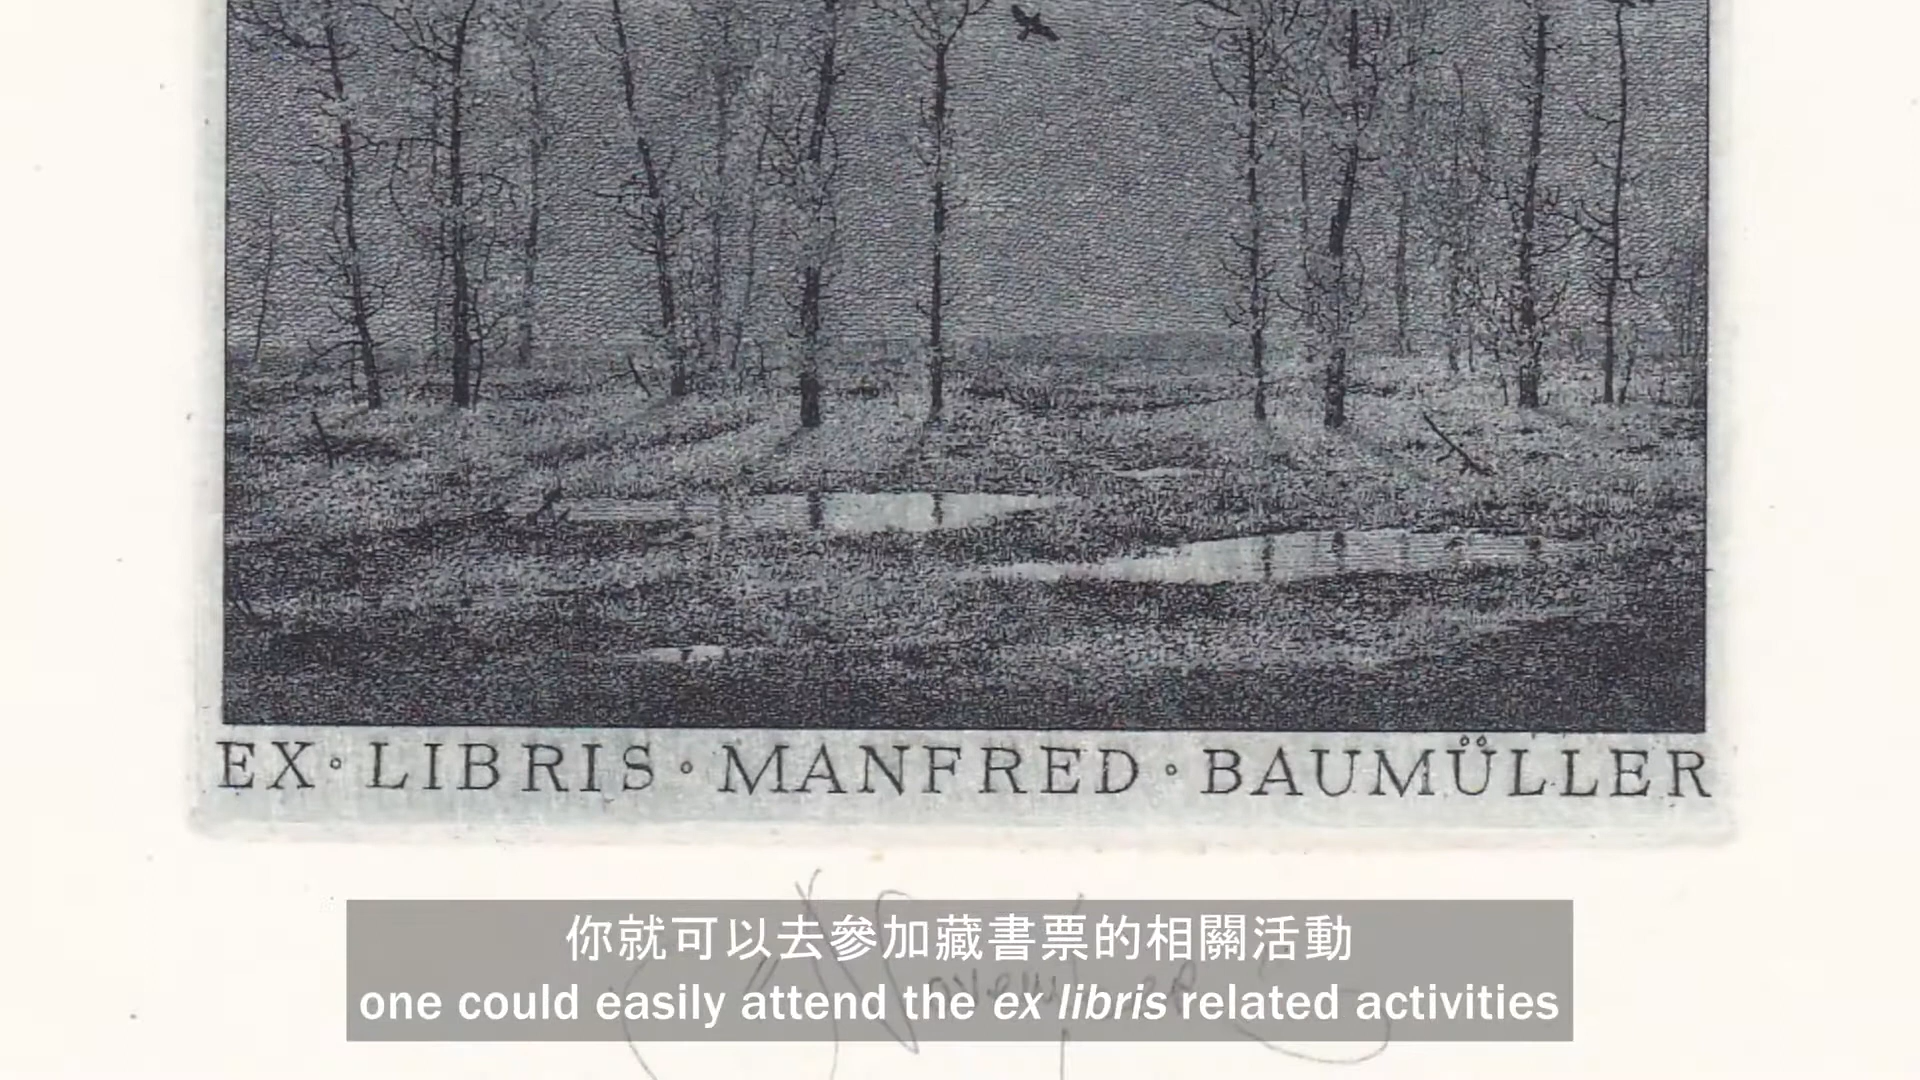 EX • LIBRIS • MANFRED • BAUMÜLLER
你就可以去參加藏書票的相關活動
one could easily attend the ex libris related activities